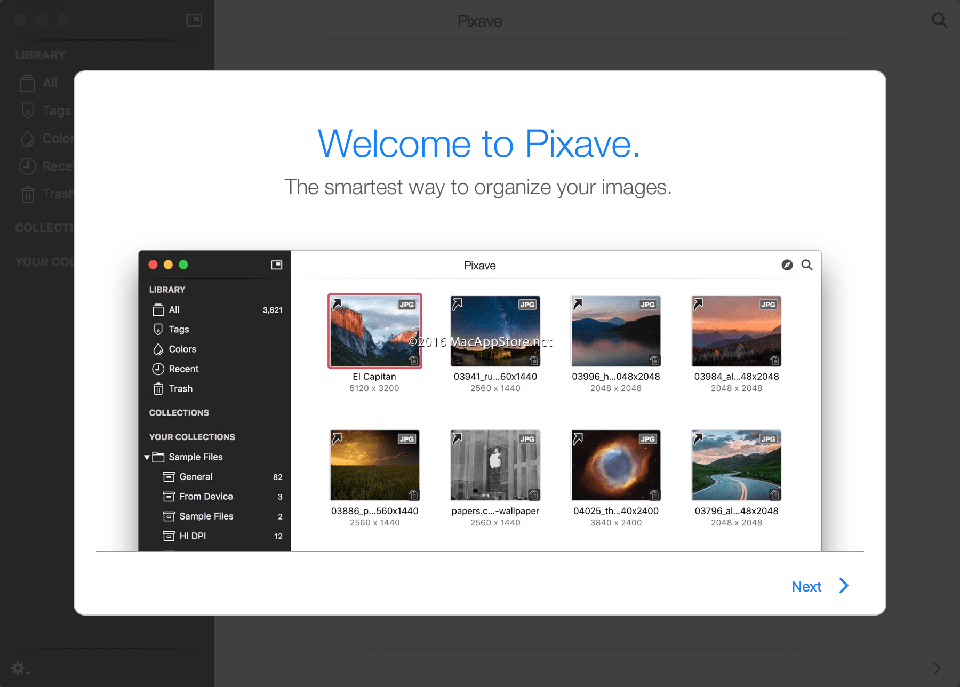 Pixave
LIBRARY
All
Tags
Color
Rece
Trash
COLLECTI
YOUR COL
Welcome to Pixave.
The smartest way to organize your images.
Pixave
LIBRARY
All 3,821
Tags
Colors
Recent
Trash
COLLECTIONS
YOUR COLLECTIONS
Sample Files
General 82
From Device 3
Sample Files 2
HI DPI 12
JPG JPG JPG JPG
©2016 MacAppStore.net
El Capitan 03941_ru...60x1440 03996_h...048x2048 03984_al...48x2048
5120 x 3200 2560 x 1440 2048 x 2048 2048 x 2048
JPG JPG JPG JPG
03886_p...560x1440 papers.c...-wallpaper 04025_th...40x2400 03796_al...48x2048
2560 x 1440 2560 x 1440 3840 x 2400 2048 x 2048
Next